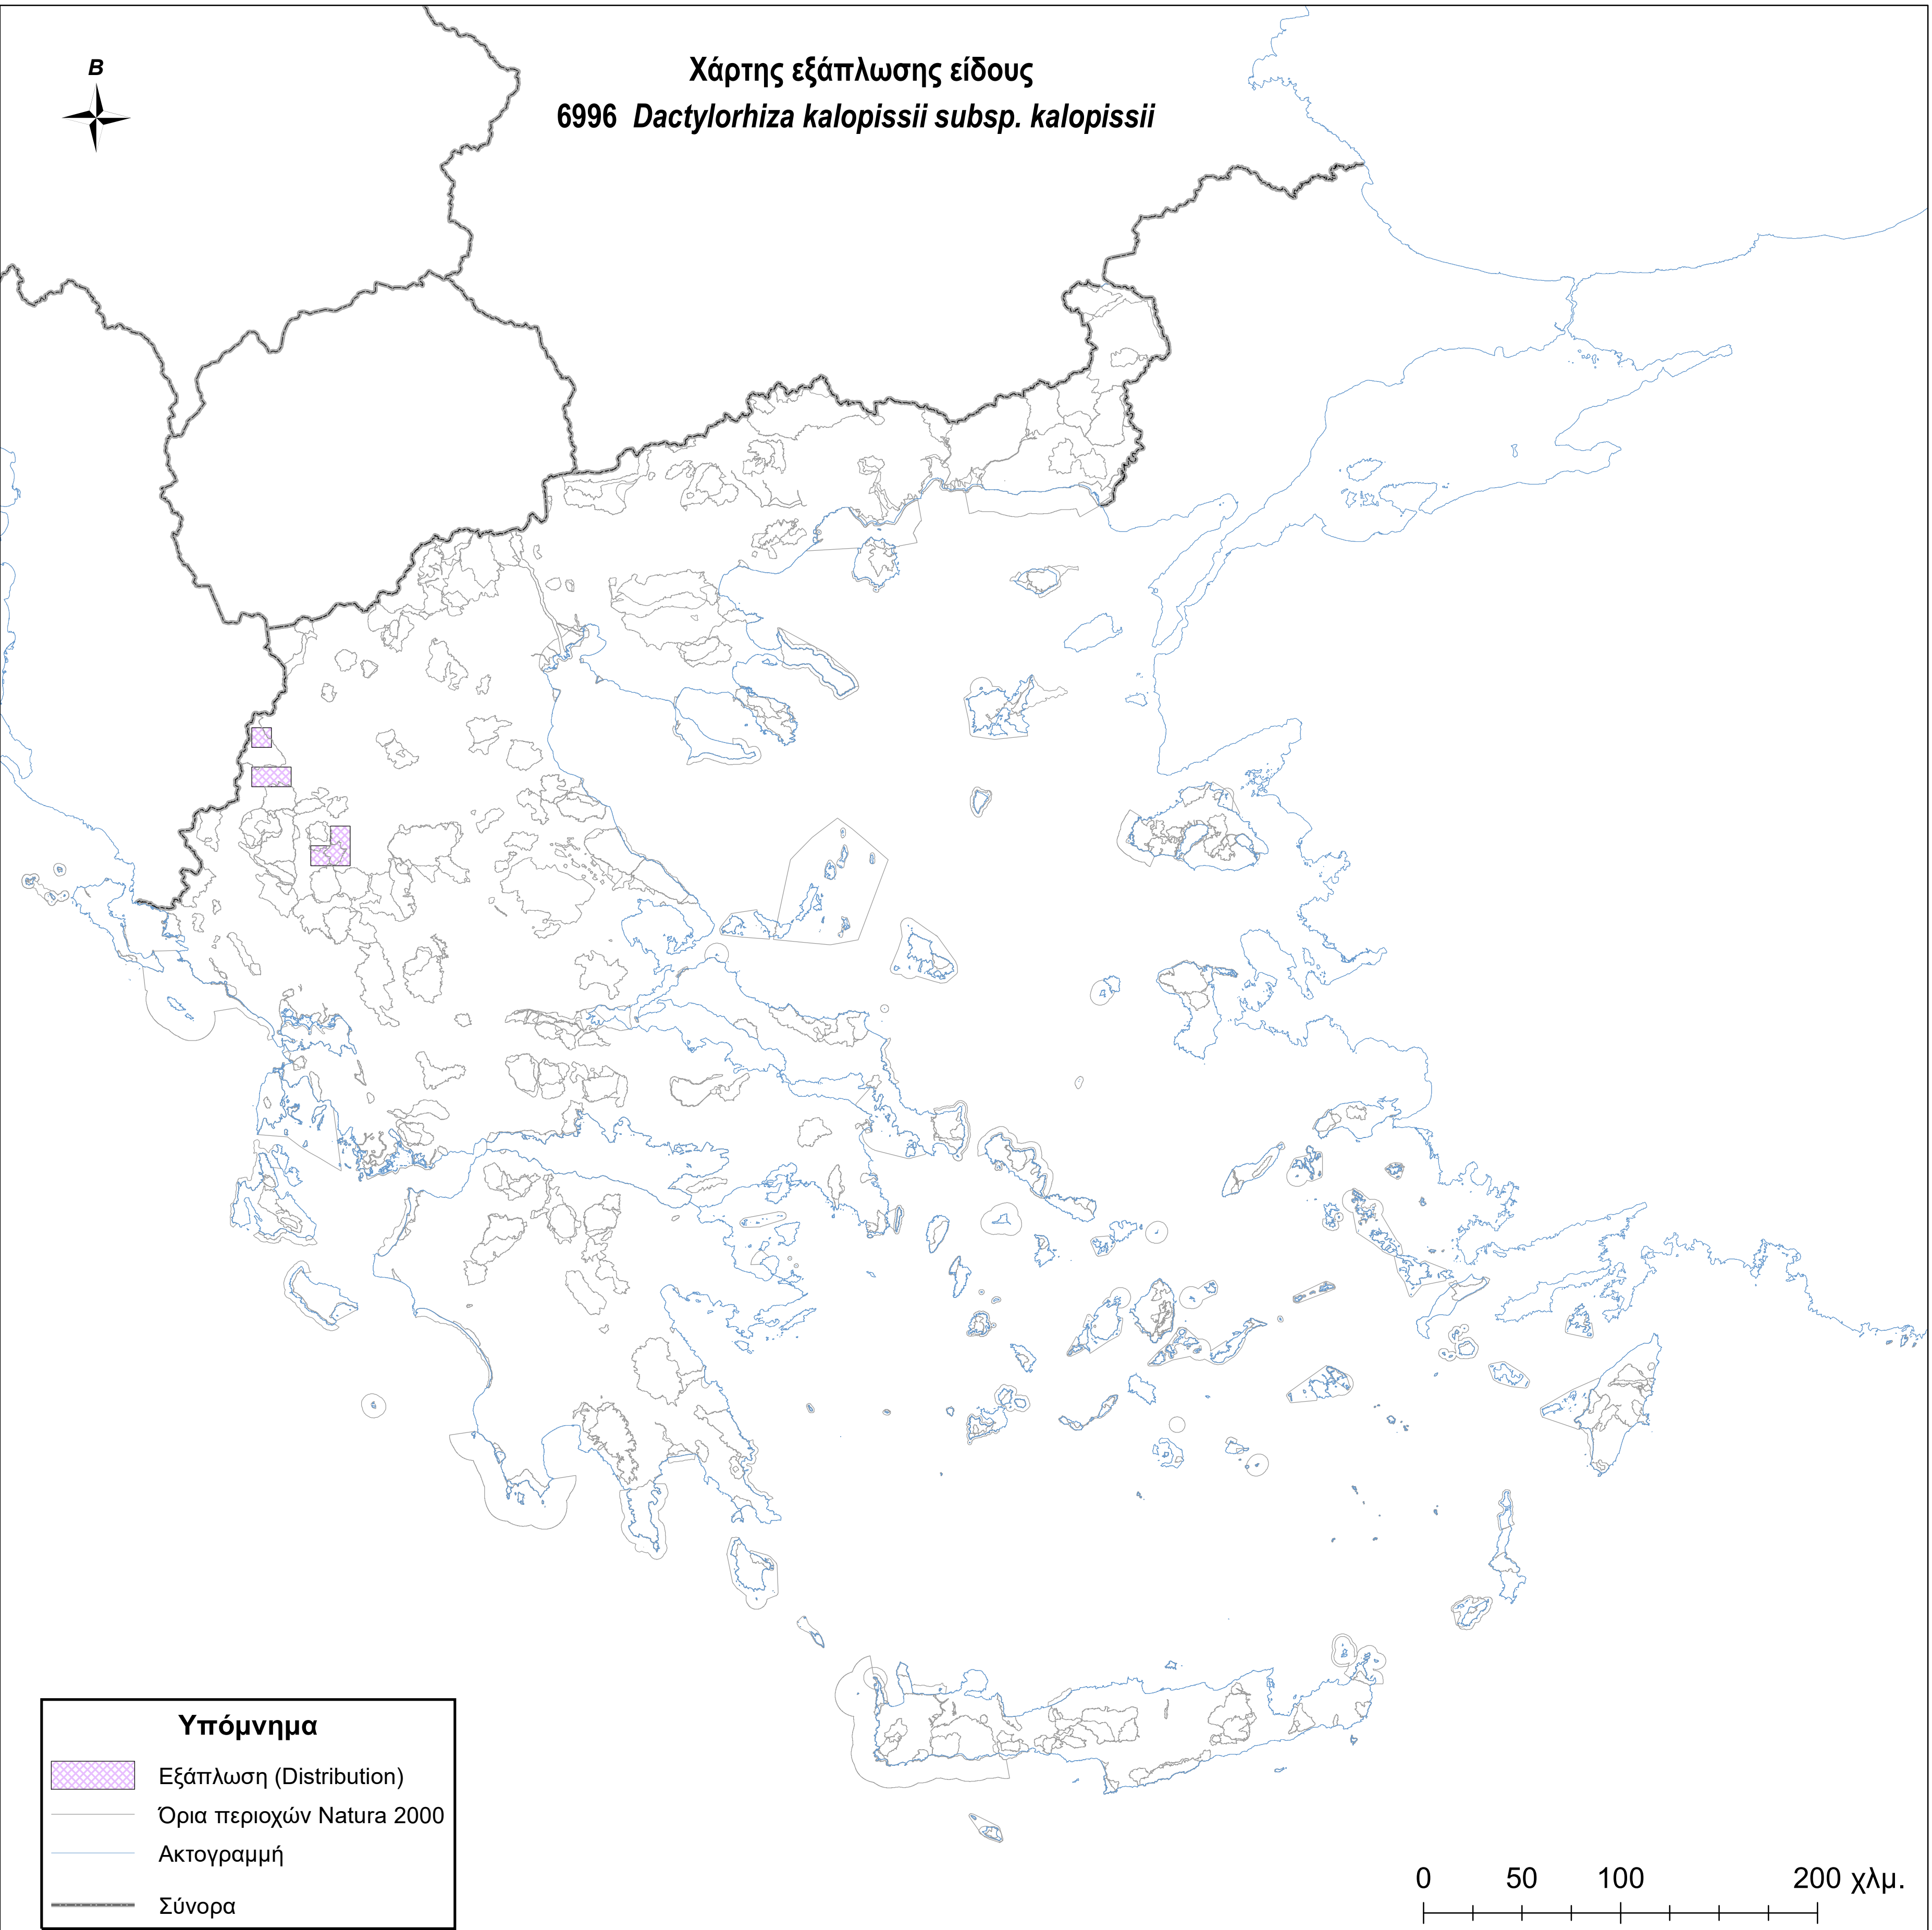 Β
Χάρτης εξάπλωσης είδους
6996 Dactylorhiza kalopissii subsp. kalopissii
Υπόμνημα
Εξάπλωση (Distribution)
Όρια περιοχών Natura 2000
Ακτογραμμή
Σύνορα
0 50 100 200 χλμ.